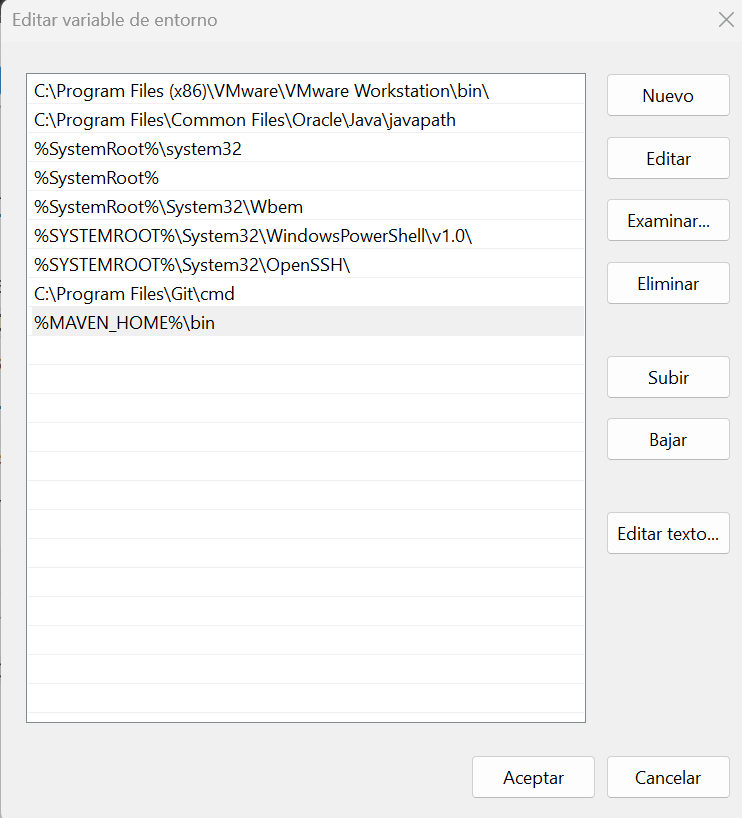 Editar variable de entorno
C:\Program Files (x86)\VMware\VMware Workstation\bin\
C:\Program Files\Common Files\Oracle\Java\javapath
%SystemRoot%\system32
%SystemRoot%
%SystemRoot%\System32\Wbem
%SYSTEMROOT%\System32\WindowsPowerShell\v1.0\
%SYSTEMROOT%\System32\OpenSSH\
C:\Program Files\Git\cmd
%MAVEN_HOME%\bin
Nuevo
Editar
Examinar...
Eliminar
Subir
Bajar
Editar texto...
Aceptar
Cancelar